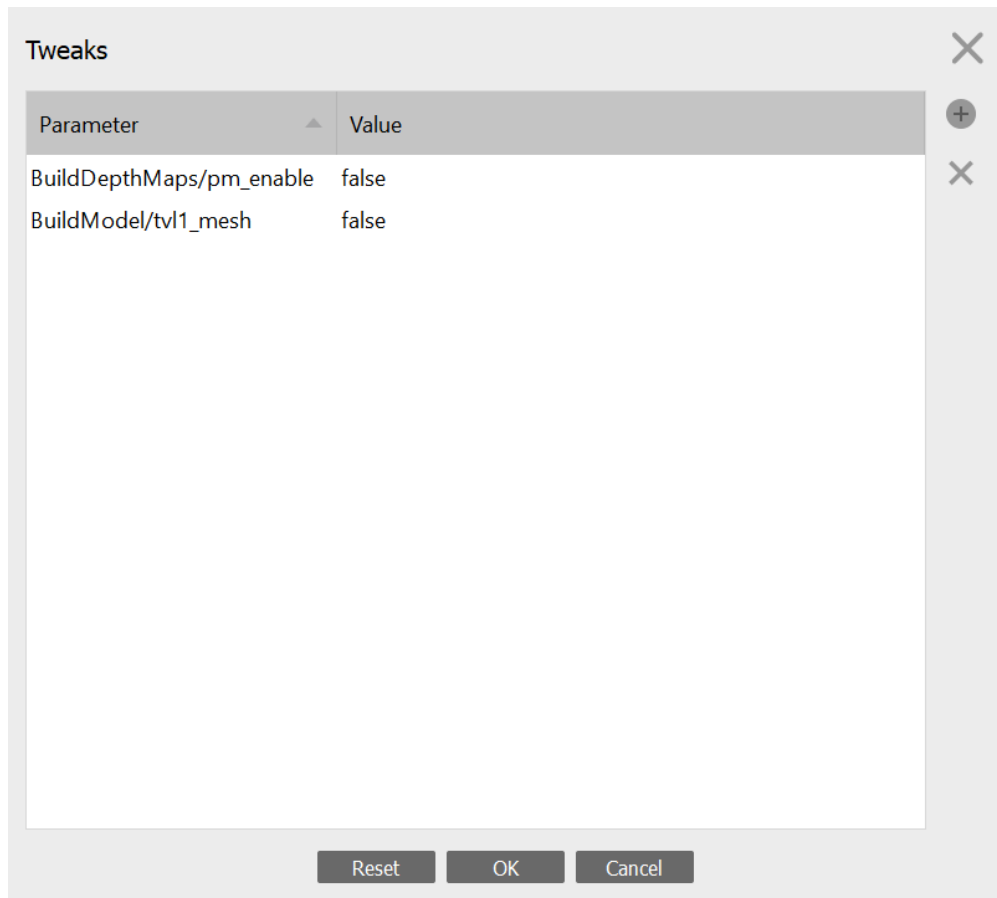 Tweaks
Parameter Value
BuildDepthMaps/pm_enable false
BuildModel/tvl1_mesh false
Reset OK Cancel